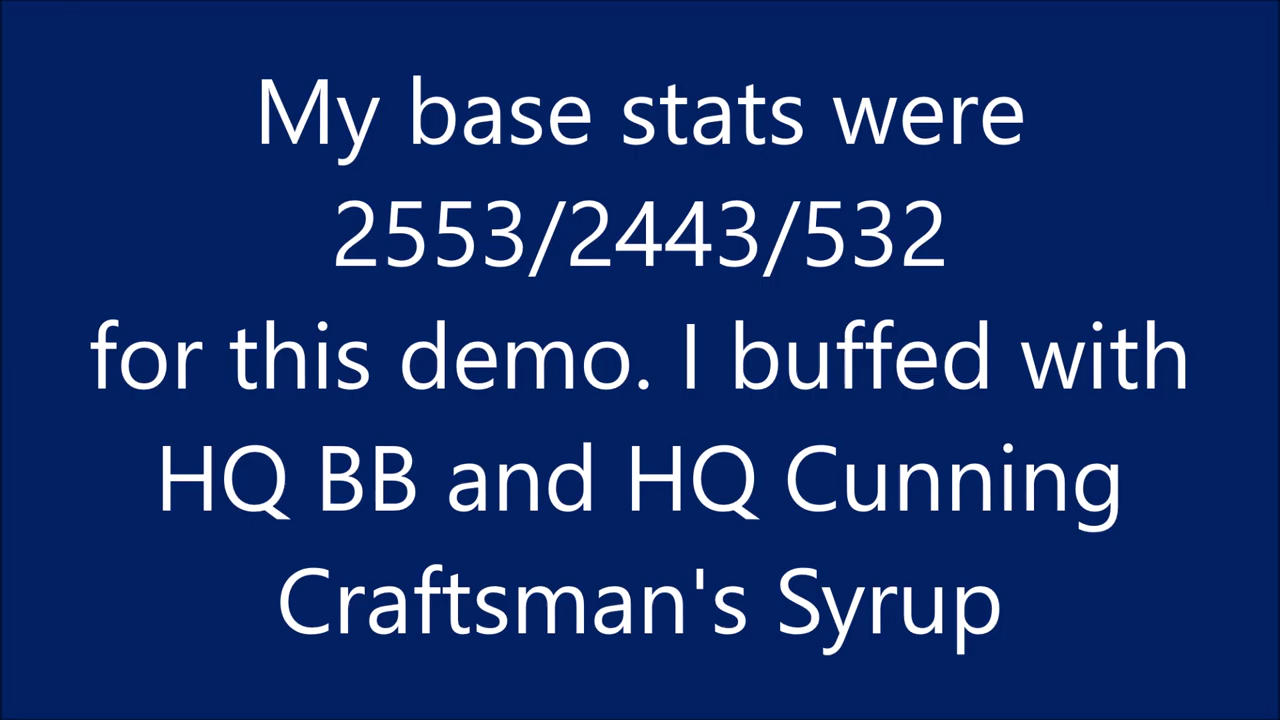 My base stats were
2553/2443/532
for this demo. I buffed with
HQ BB and HQ Cunning
Craftsman's Syrup